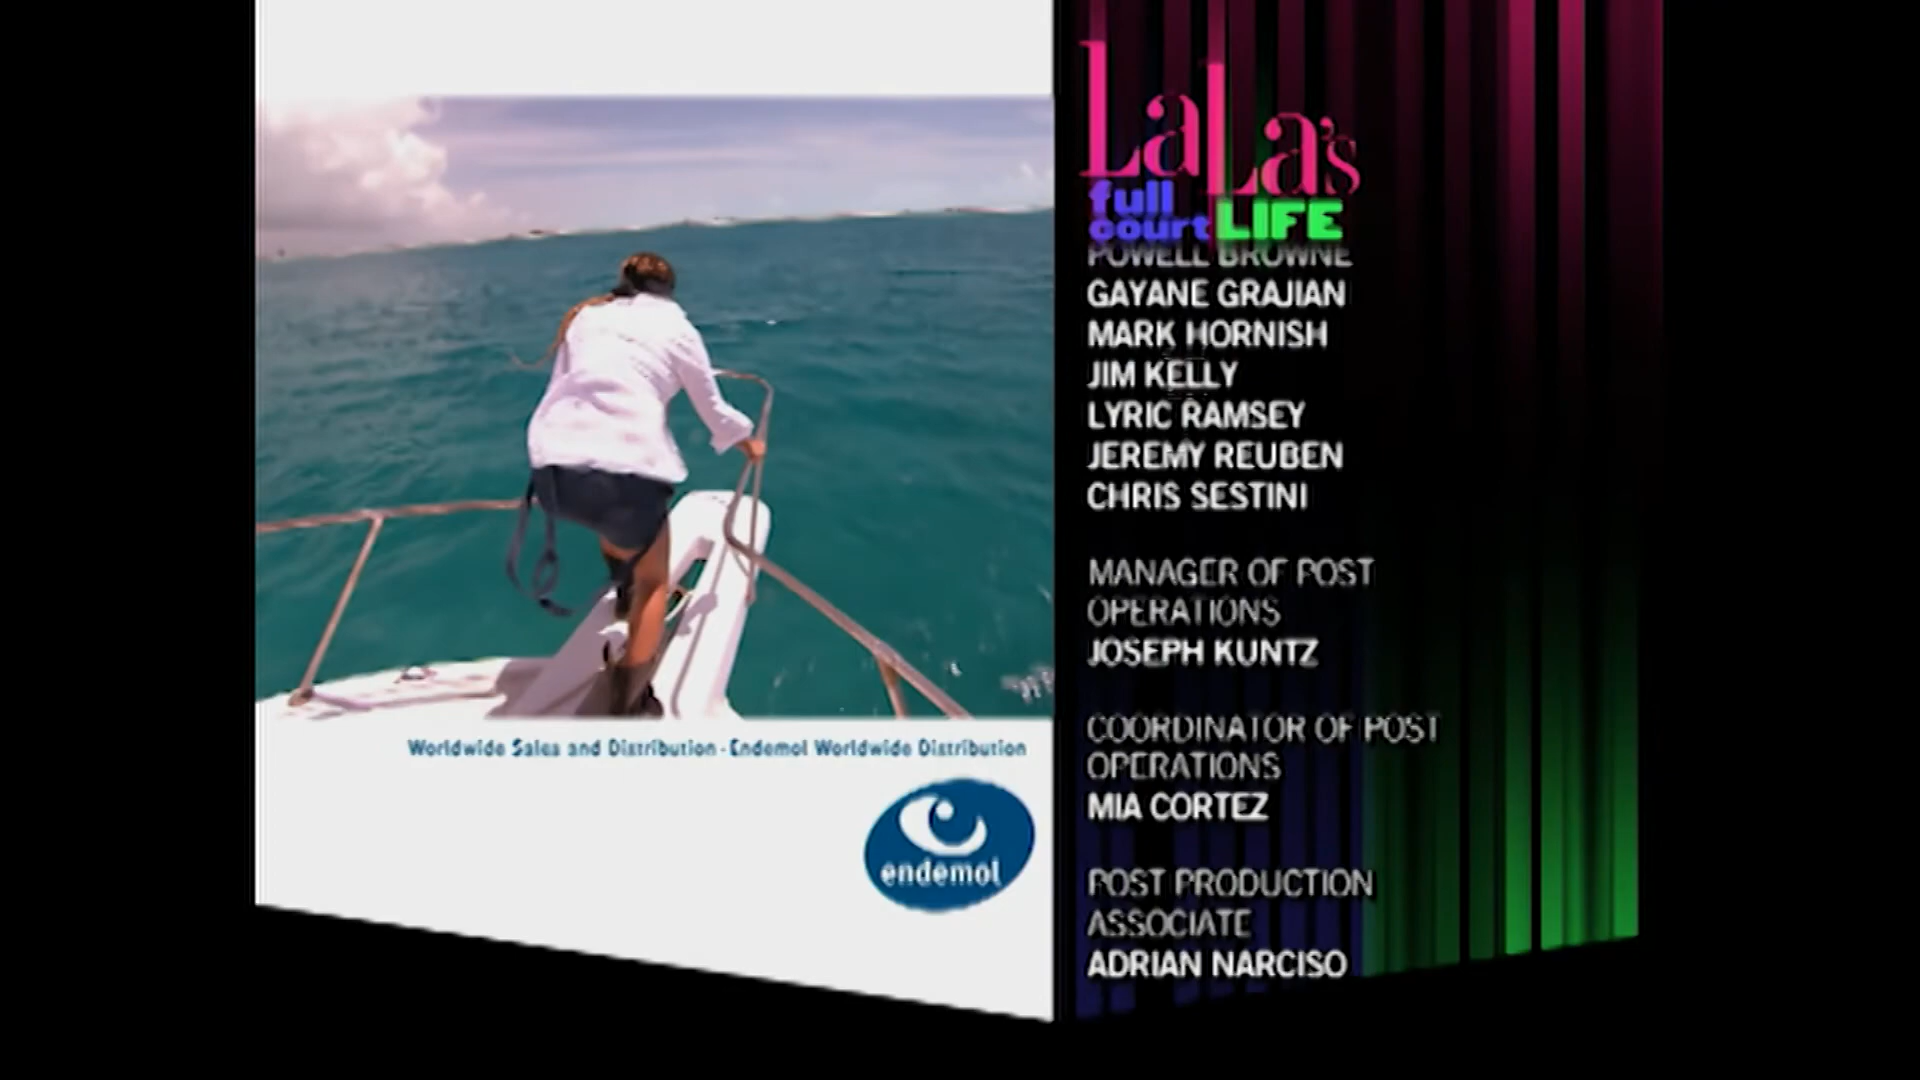 Worldwide Sales and Distribution - Endemol Worldwide Distribution
endemol
LaLa's
full
court LIFE
POWELL BROWNE
GAYANE GRAJIAN
MARK HORNISH
JIM KELLY
LYRIC RAMSEY
JEREMY REUBEN
CHRIS SESTINI
MANAGER OF POST
OPERATIONS
JOSEPH KUNTZ
COORDINATOR OF POST
OPERATIONS
MIA CORTEZ
POST PRODUCTION
ASSOCIATE
ADRIAN NARCISO